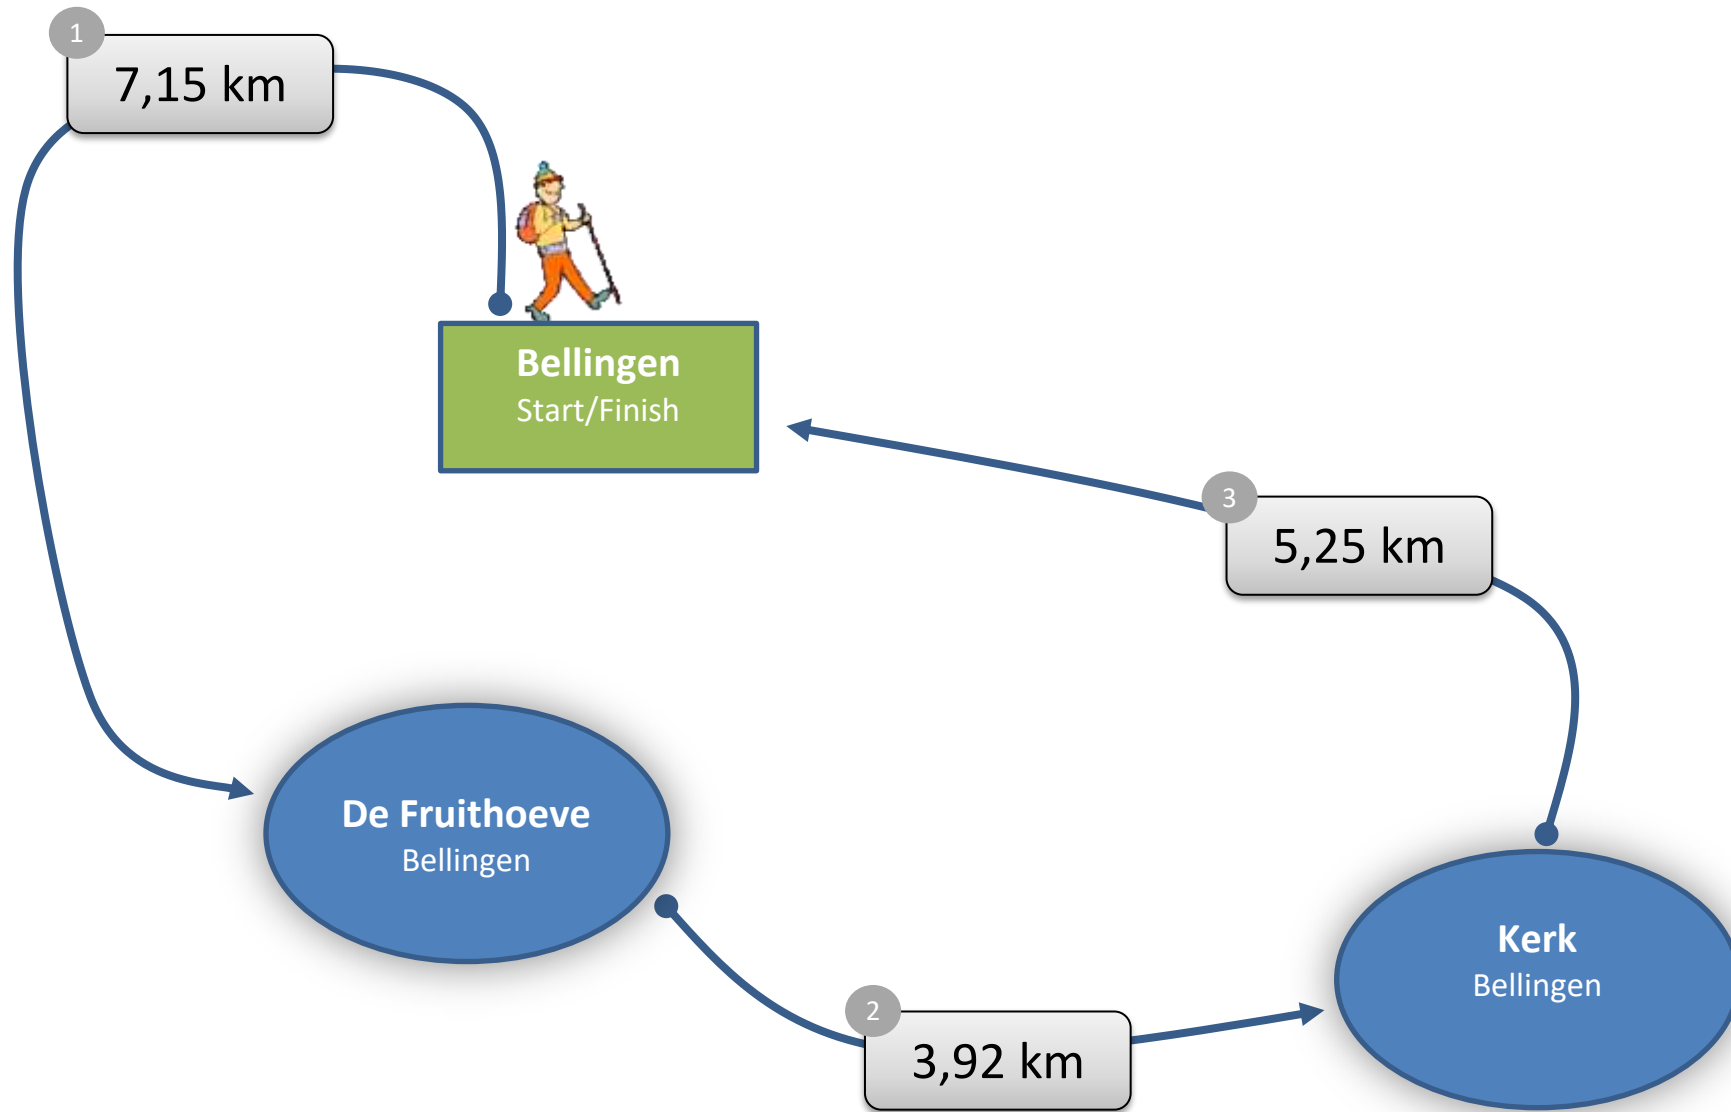 1
7,15 km
Bellingen
Start/Finish
3
5,25 km
De Fruithoeve
Bellingen
Kerk
Bellingen
2
3,92 km